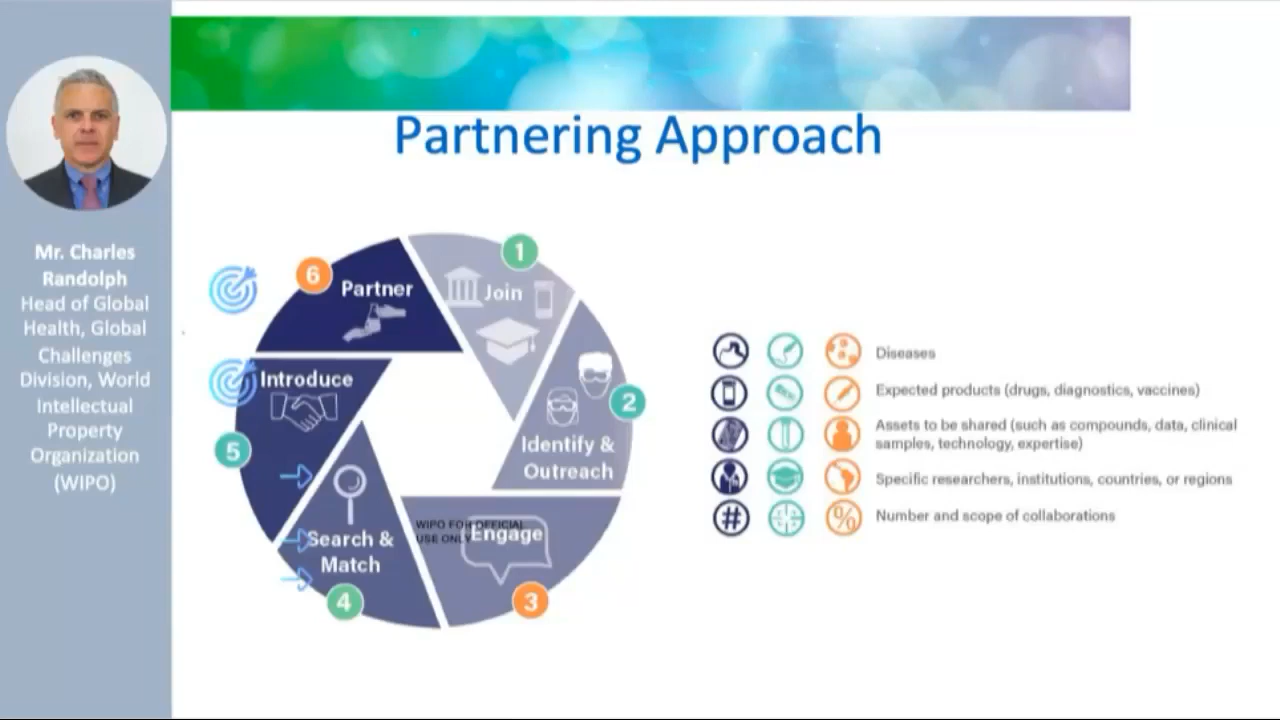 Partnering Approach
Mr. Charles
Randolph
Head of Global
Health, Global
Challenges
Division, World
Intellectual
Property
Organization
(WIPO)
1
Join
2
Identify &
Outreach
3
Engage
WIPO FOR OFFICIAL
USE ONLY
4
Search &
Match
5
Introduce
6
Partner
Diseases
Expected products (drugs, diagnostics, vaccines)
Assets to be shared (such as compounds, data, clinical
samples, technology, expertise)
Specific researchers, institutions, countries, or regions
# % Number and scope of collaborations